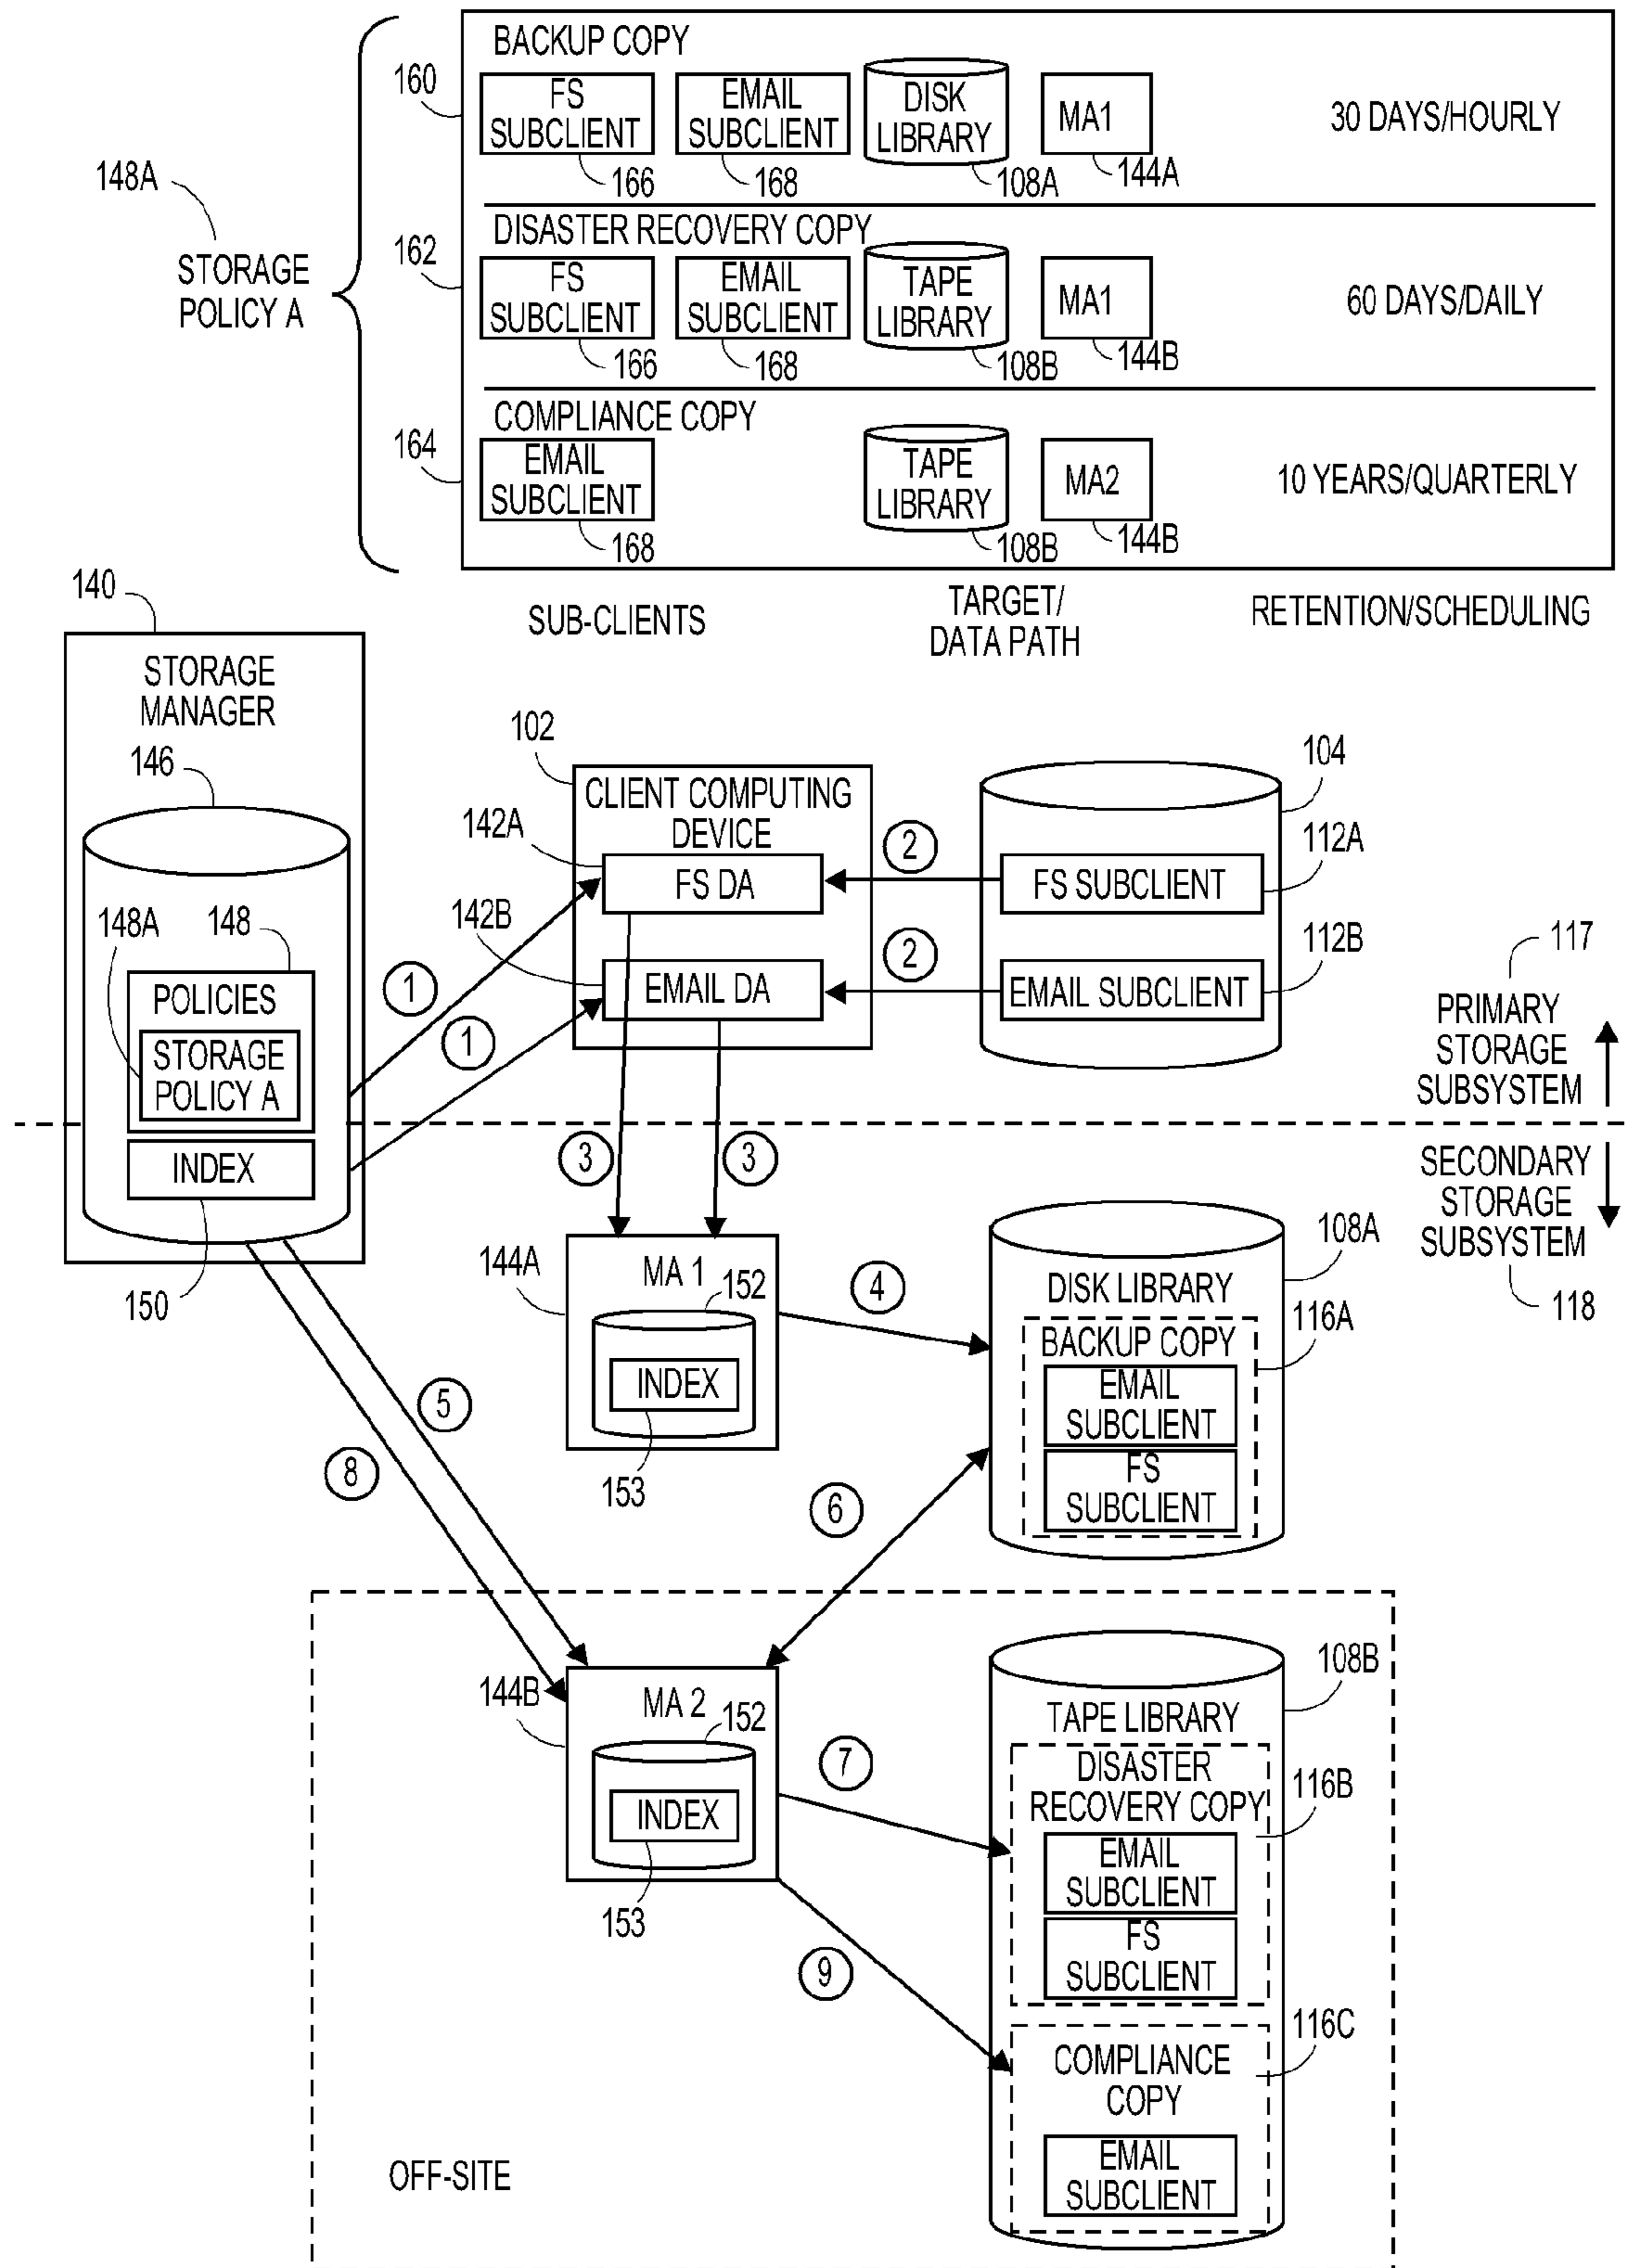 BACKUP COPY
160
FS
SUBCLIENT
166
EMAIL
SUBCLIENT
168
DISK
LIBRARY
108A
MA1
144A
30 DAYS/HOURLY
148A
STORAGE
POLICY A
DISASTER RECOVERY COPY
162
FS
SUBCLIENT
166
EMAIL
SUBCLIENT
168
TAPE
LIBRARY
108B
MA1
144B
60 DAYS/DAILY
COMPLIANCE COPY
164
EMAIL
SUBCLIENT
168
TAPE
LIBRARY
108B
MA2
144B
10 YEARS/QUARTERLY
SUB-CLIENTS
TARGET/
DATA PATH
RETENTION/SCHEDULING
140
STORAGE
MANAGER
146
148A
148
POLICIES
STORAGE
POLICY A
INDEX
150
1
1
102
CLIENT COMPUTING
DEVICE
142A
FS DA
142B
EMAIL DA
2
2
104
FS SUBCLIENT
112A
EMAIL SUBCLIENT
112B
117
PRIMARY
STORAGE
SUBSYSTEM
SECONDARY
STORAGE
SUBSYSTEM
118
3
3
144A
MA 1
152
INDEX
153
4
108A
DISK LIBRARY
116A
BACKUP COPY
EMAIL
SUBCLIENT
FS
SUBCLIENT
5
8
6
144B
MA 2
152
INDEX
153
7
9
108B
TAPE LIBRARY
DISASTER
RECOVERY COPY
116B
EMAIL
SUBCLIENT
FS
SUBCLIENT
116C
COMPLIANCE
COPY
EMAIL
SUBCLIENT
OFF-SITE